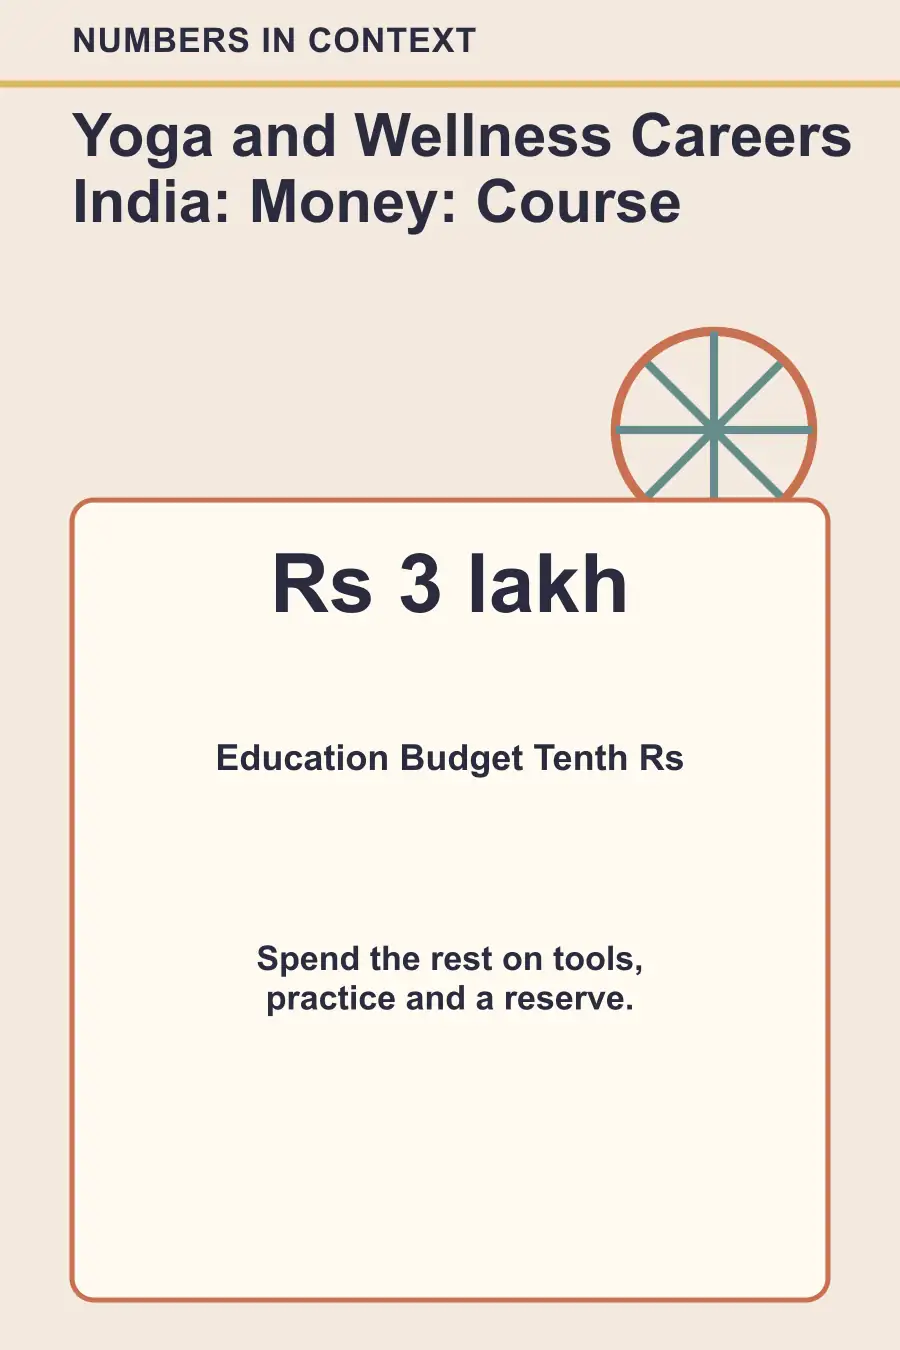 NUMBERS IN CONTEXT
Yoga and Wellness Careers
India: Money: Course
Rs 3 lakh
Education Budget Tenth Rs
Spend the rest on tools,
practice and a reserve.